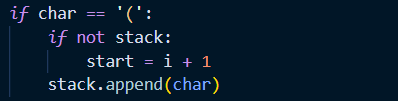 if char == '(':
    if not stack:
        start = i + 1
    stack.append(char)